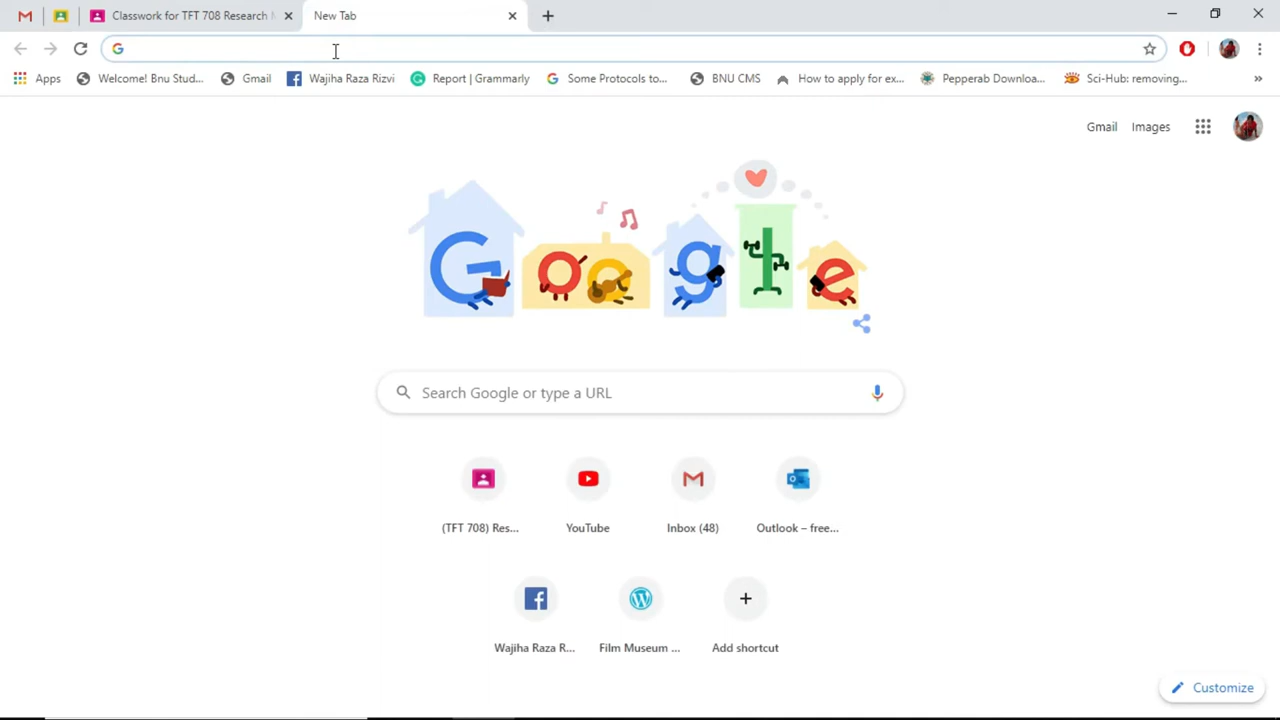 Classwork for TFT 708 Research M
New Tab
Apps
Welcome! Bnu Stud...
Gmail
Wajiha Raza Rizvi
Report | Grammarly
Some Protocols to...
BNU CMS
How to apply for ex...
Pepperab Downloa...
Sci-Hub: removing...
Gmail
Images
Google
Search Google or type a URL
(TFT 708) Res...
YouTube
Inbox (48)
Outlook – free...
Wajiha Raza R...
Film Museum ...
Add shortcut
Customize